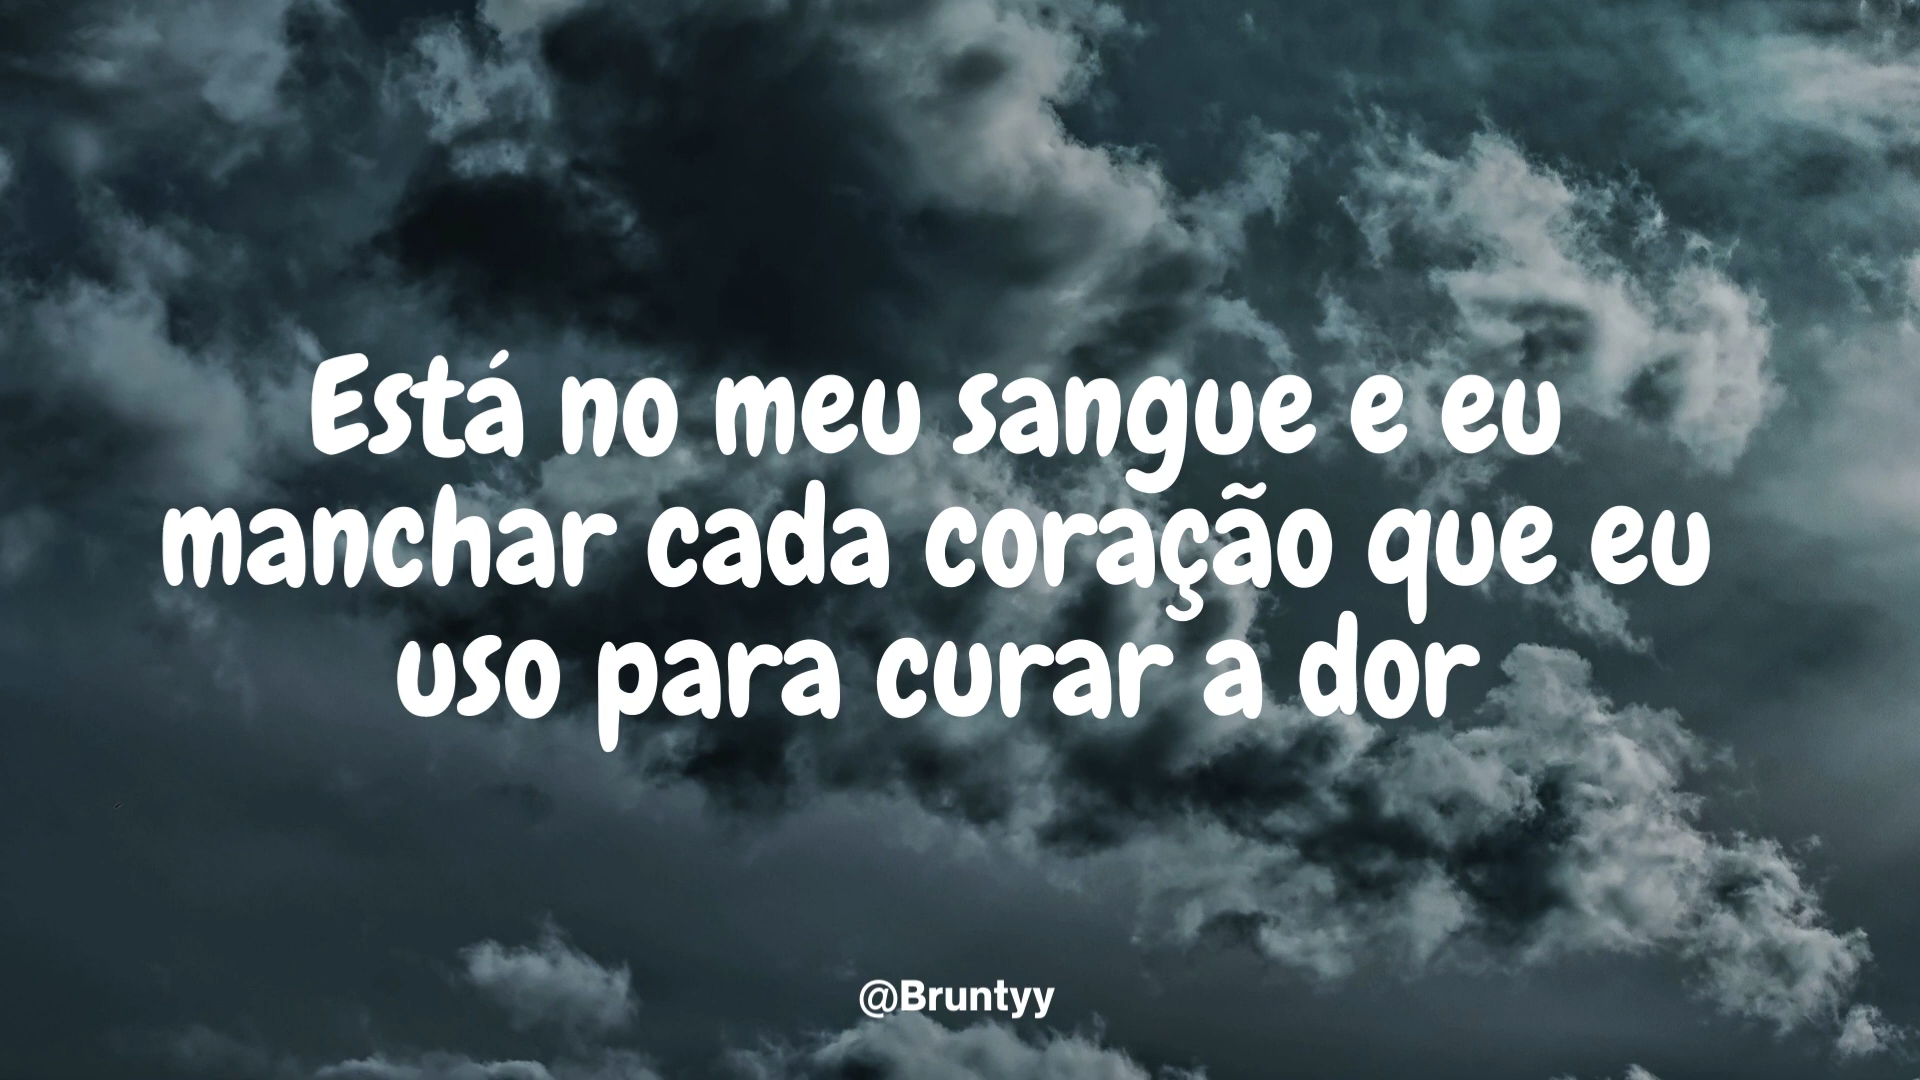 Está no meu sangue e eu
manchar cada coração que eu
uso para curar a dor
@Bruntyy